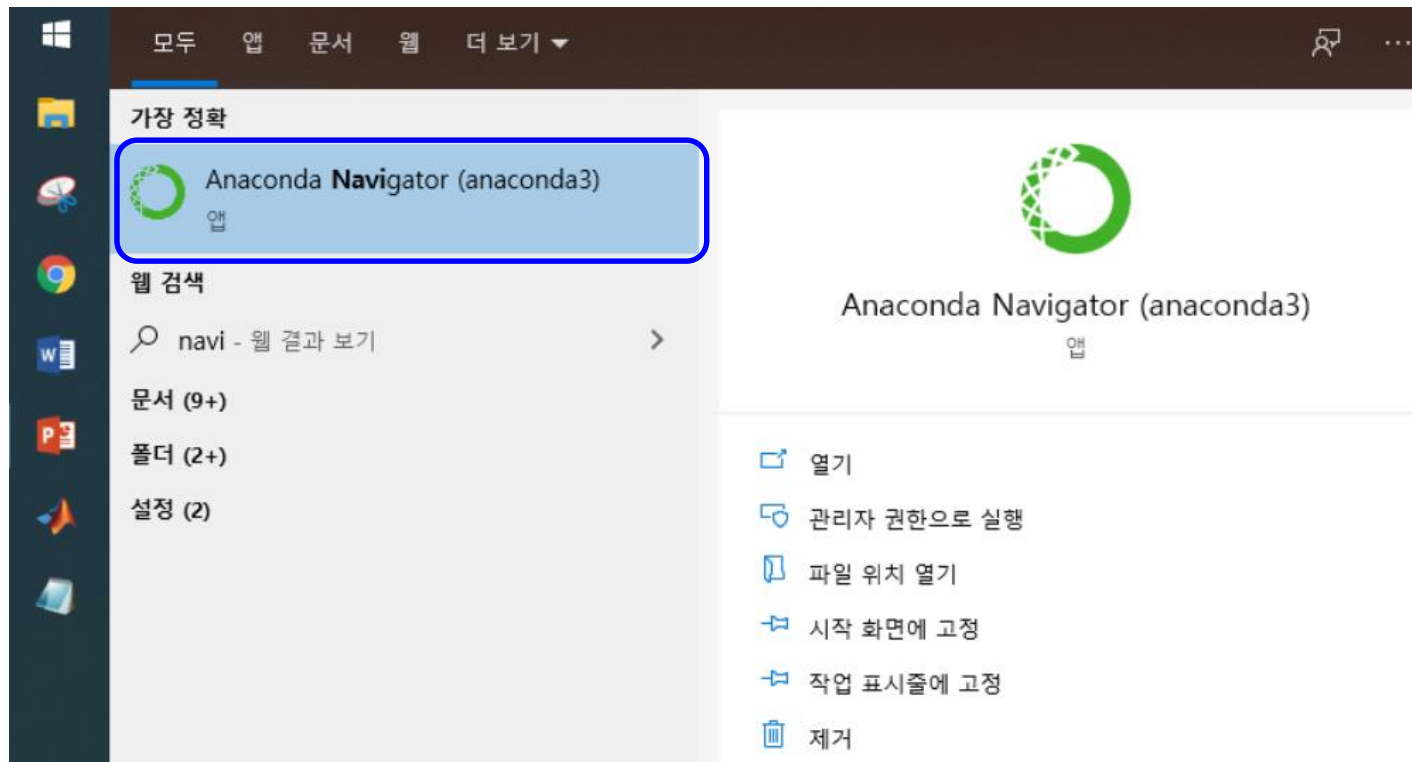 모두 앱 문서 웹 더 보기
가장 정확
Anaconda Navigator (anaconda3)
앱
웹 검색
navi - 웹 결과 보기
문서 (9+)
폴더 (2+)
설정 (2)
Anaconda Navigator (anaconda3)
앱
열기
관리자 권한으로 실행
파일 위치 열기
시작 화면에 고정
작업 표시줄에 고정
제거